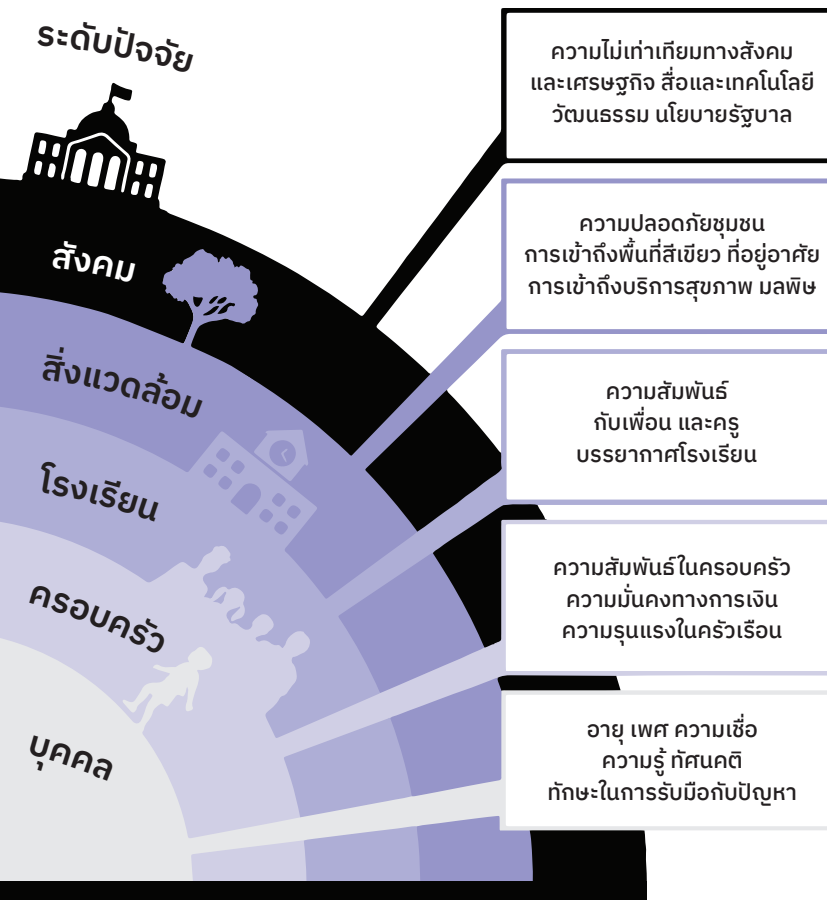 ระดับปัจจัย
สังคม
ความไม่เท่าเทียมทางสังคม
และเศรษฐกิจ สื่อและเทคโนโลยี
วัฒนธรรม นโยบายรัฐบาล
สิ่งแวดล้อม
ความปลอดภัยชุมชน
การเข้าถึงพื้นที่สีเขียว ที่อยู่อาศัย
การเข้าถึงบริการสุขภาพ มลพิษ
โรงเรียน
ความสัมพันธ์
กับเพื่อน และครู
บรรยากาศโรงเรียน
ครอบครัว
ความสัมพันธ์ในครอบครัว
ความมั่นคงทางการเงิน
ความรุนแรงในครัวเรือน
บุคคล
อายุ เพศ ความเชื่อ
ความรู้ ทัศนคติ
ทักษะในการรับมือกับปัญหา